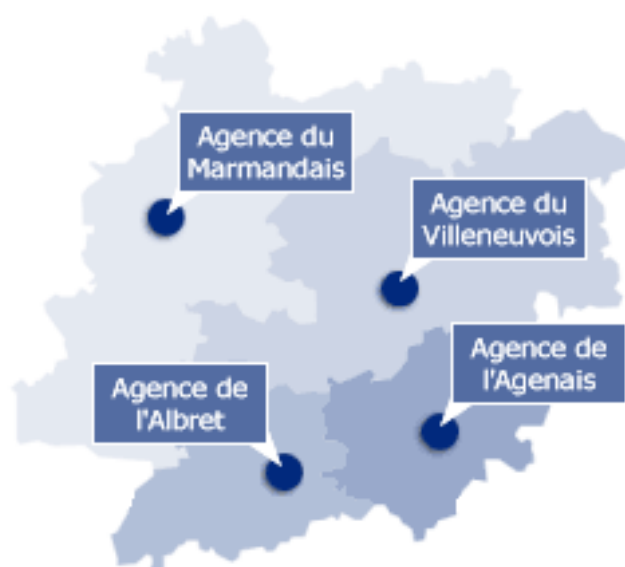 Agence du
Marmandais
Agence du
Villeneuvois
Agence de
l'Agenais
Agence de
l'Albret